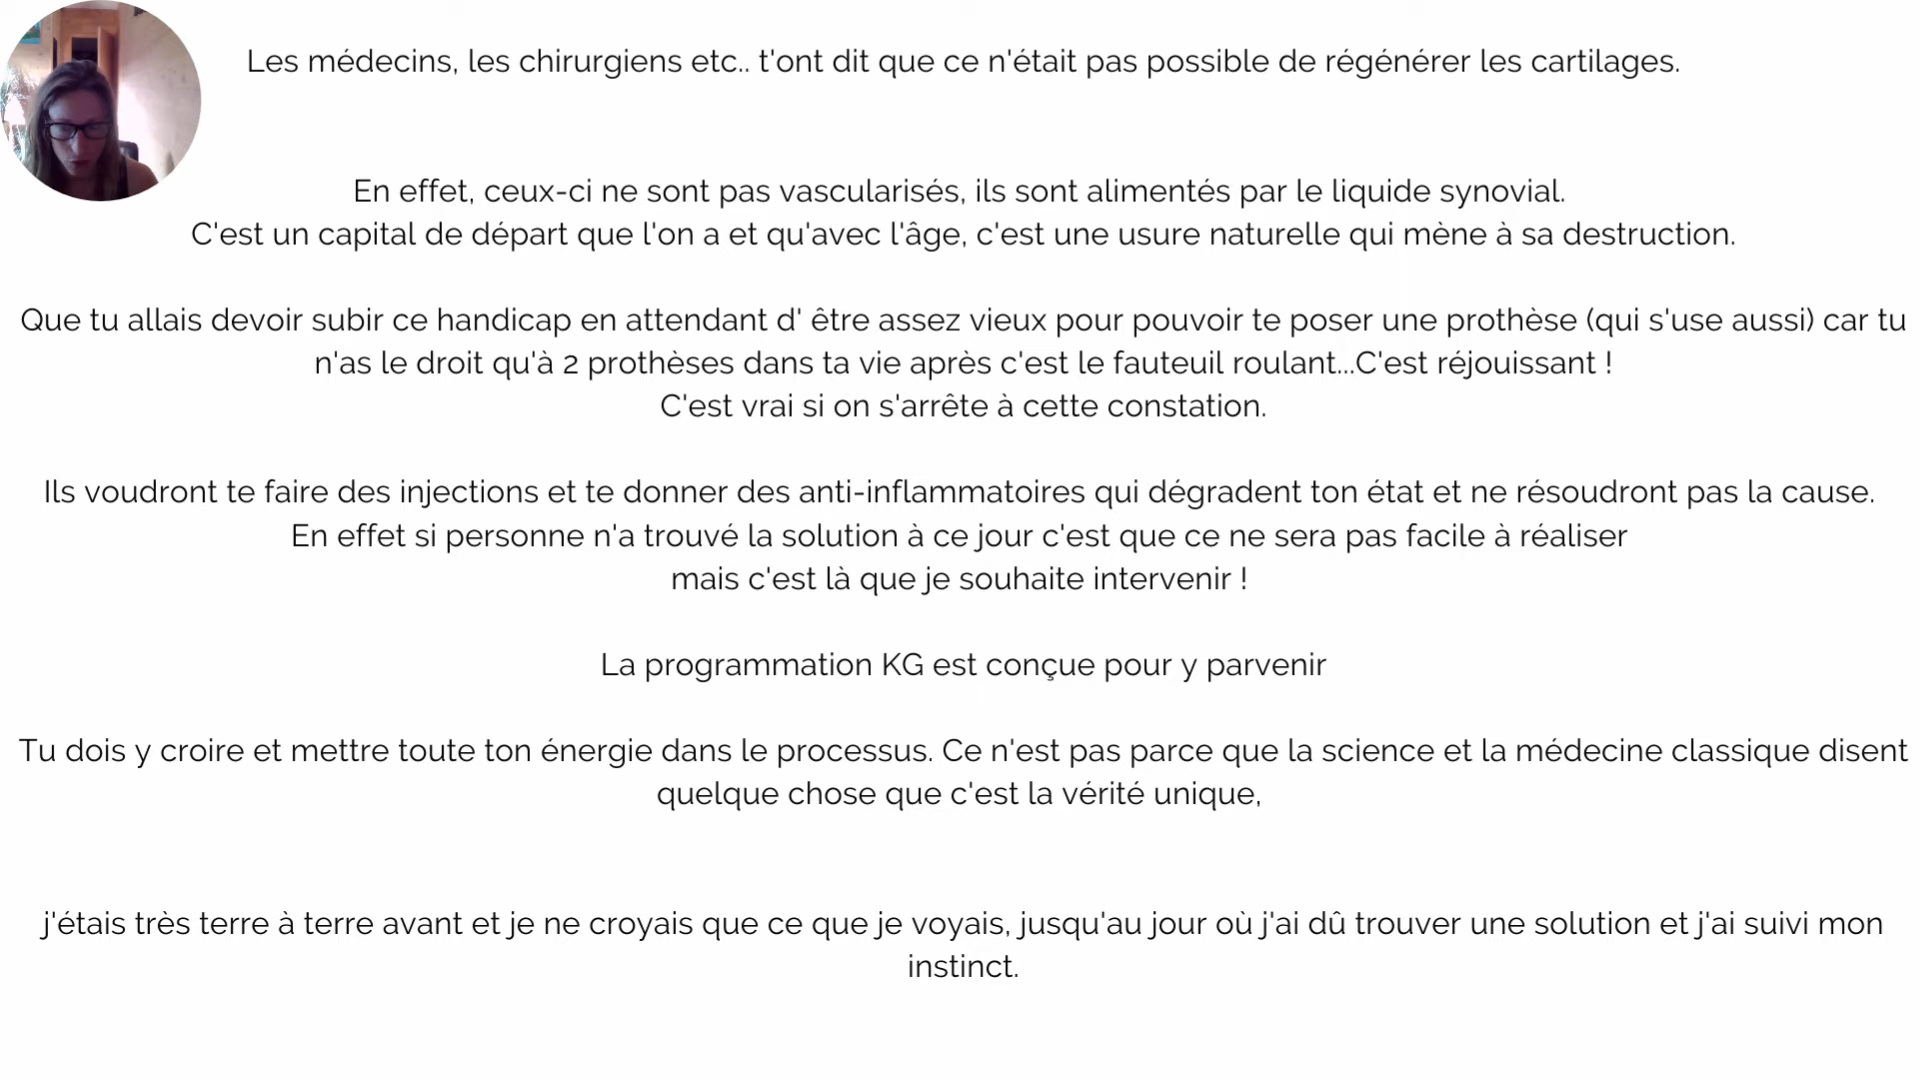 Les médecins, les chirurgiens etc.. t'ont dit que ce n'était pas possible de régénérer les cartilages.
En effet, ceux-ci ne sont pas vascularisés, ils sont alimentés par le liquide synovial.
C'est un capital de départ que l'on a et qu'avec l'âge, c'est une usure naturelle qui mène à sa destruction.
Que tu allais devoir subir ce handicap en attendant d' être assez vieux pour pouvoir te poser une prothèse (qui s'use aussi) car tu
n'as le droit qu'à 2 prothèses dans ta vie après c'est le fauteuil roulant...C'est réjouissant !
C'est vrai si on s'arrête à cette constation.
Ils voudront te faire des injections et te donner des anti-inflammatoires qui dégradent ton état et ne résoudront pas la cause.
En effet si personne n'a trouvé la solution à ce jour c'est que ce ne sera pas facile à réaliser
mais c'est là que je souhaite intervenir !
La programmation KG est conçue pour y parvenir
Tu dois y croire et mettre toute ton énergie dans le processus. Ce n'est pas parce que la science et la médecine classique disent
quelque chose que c'est la vérité unique,
j'étais très terre à terre avant et je ne croyais que ce que je voyais, jusqu'au jour où j'ai dû trouver une solution et j'ai suivi mon
instinct.